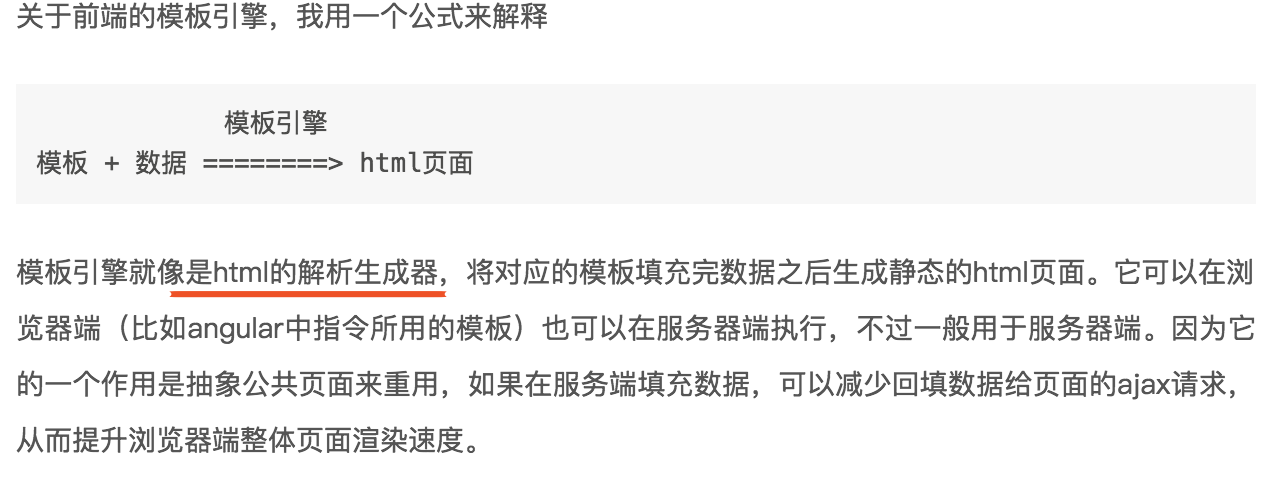 关于前端的模板引擎，我用一个公式来解释
模板引擎
模板 + 数据 ========> html页面
模板引擎就像是html的解析生成器，将对应的模板填充完数据之后生成静态的html页面。它可以在浏
览器端（比如angular中指令所用的模板）也可以在服务器端执行，不过一般用于服务器端。因为它
的一个作用是抽象公共页面来重用，如果在服务端填充数据，可以减少回填数据给页面的ajax请求，
从而提升浏览器端整体页面渲染速度。